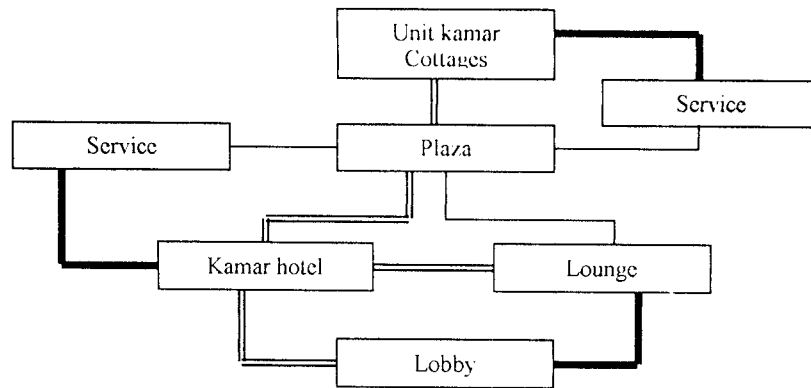 Unit kamar
Cottages
Service
Service
Plaza
Kamar hotel
Lounge
Lobby